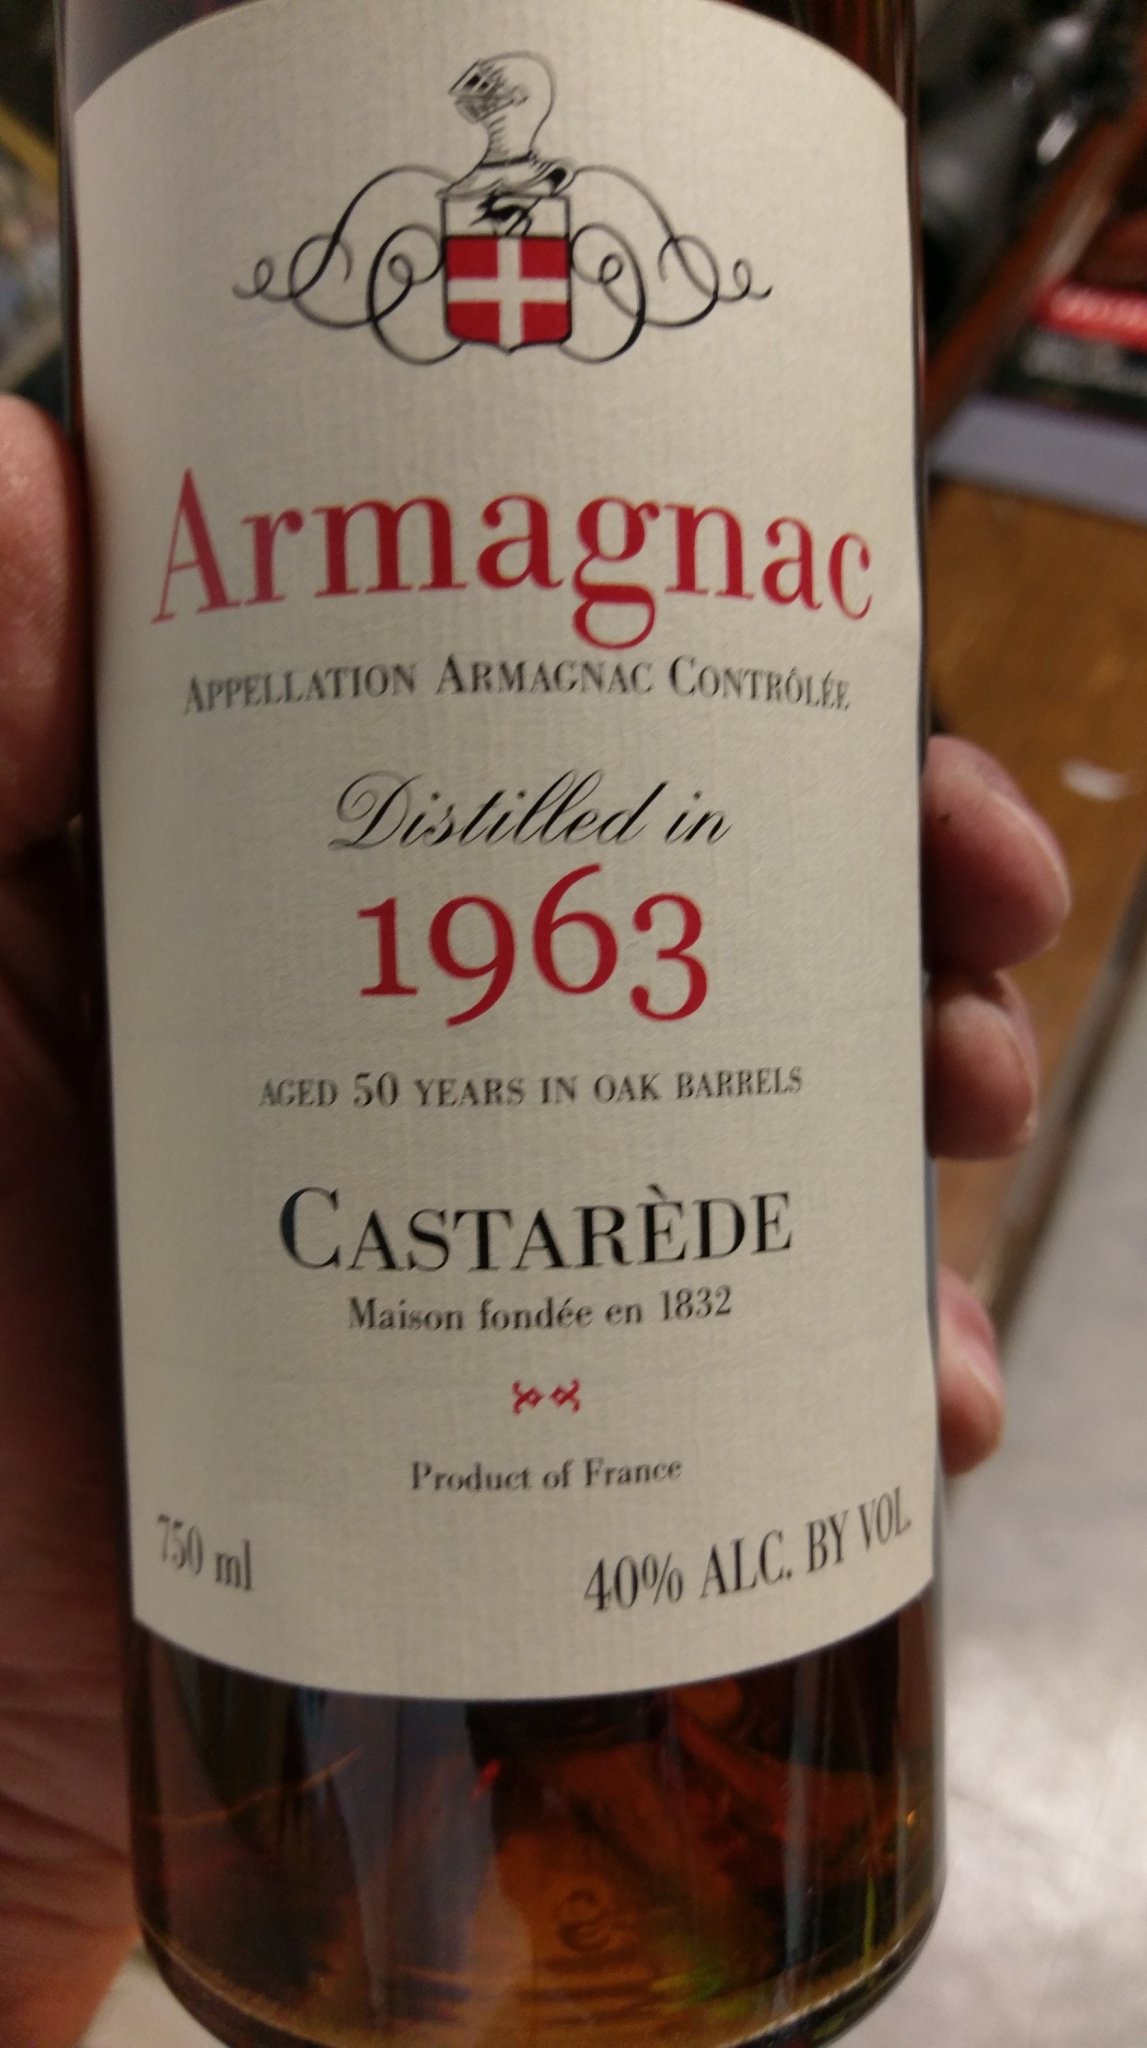 Armagnac
APPELLATION ARMAGNAC CONTRÔLÉE
Distilled in
1963
AGED 50 YEARS IN OAK BARRELS
CASTARÈDE
Maison fondée en 1832
Product of France
750 ml
40% ALC. BY VOL.